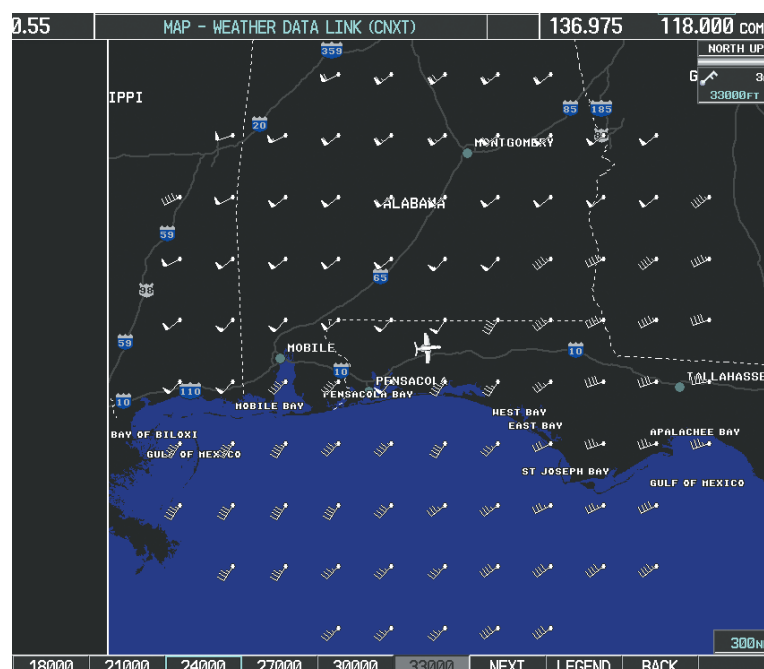 0.55 MAP – WEATHER DATA LINK (CNXT) 136.975 118.000 COM
359
NORTH UP
G
33000FT
IPPI
85 185
20
MONTGOMERY
ALABAMA
59
65
98
MOBILE
59
10
10
PENSACOLA
TALLAHASSE
110
PENSACOLA BAY
10
MOBILE BAY
WEST BAY
EAST BAY
BAY OF BILOXI
APALACHEE BAY
GULF OF MEXICO
ST JOSEPH BAY
GULF OF MEXICO
300N
18000 21000 24000 27000 30000 33000 NEXT LEGEND BACK